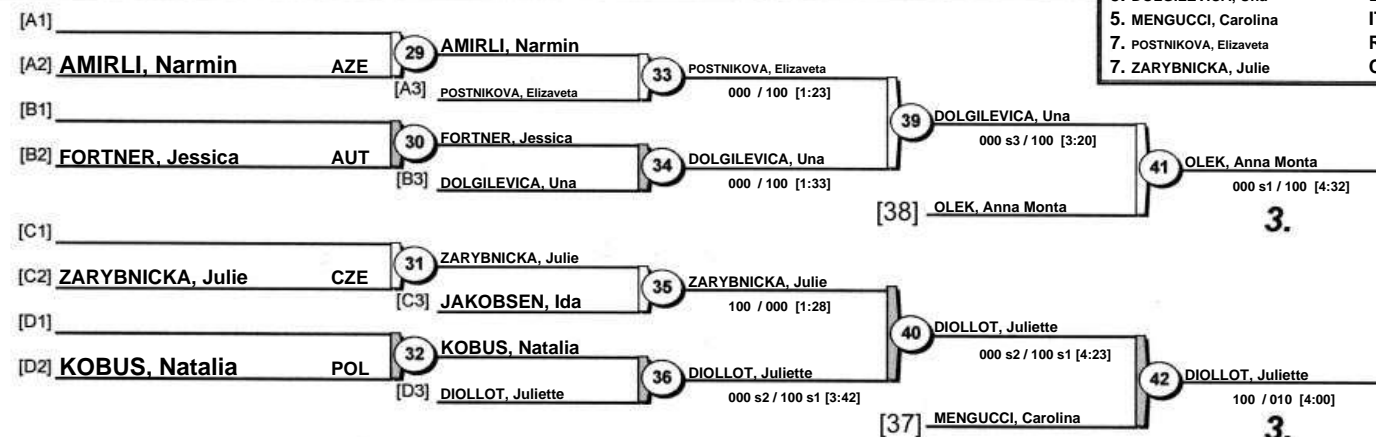 5. MENGUCCI, Carolina
7. POSTNIKOVA, Elizaveta
7. ZARYBNICKA, Julie
[A1]
[A2] AMIRLI, Narmin AZE
29
AMIRLI, Narmin
[A3] POSTNIKOVA, Elizaveta
33
POSTNIKOVA, Elizaveta
000 / 100 [1:23]
[B1]
[B2] FORTNER, Jessica AUT
30
FORTNER, Jessica
[B3] DOLGILEVICA, Una
34
DOLGILEVICA, Una
000 / 100 [1:33]
39
DOLGILEVICA, Una
000 s3 / 100 [3:20]
[38] OLEK, Anna Monta
41
OLEK, Anna Monta
000 s1 / 100 [4:32]
3.
[C1]
[C2] ZARYBNICKA, Julie CZE
31
ZARYBNICKA, Julie
[C3] JAKOBSEN, Ida
35
ZARYBNICKA, Julie
100 / 000 [1:28]
[D1]
[D2] KOBUS, Natalia POL
32
KOBUS, Natalia
[D3] DIOLLOT, Juliette
36
DIOLLOT, Juliette
000 s2 / 100 s1 [3:42]
40
DIOLLOT, Juliette
000 s2 / 100 s1 [4:23]
[37] MENGUCCI, Carolina
42
DIOLLOT, Juliette
100 / 010 [4:00]
3.